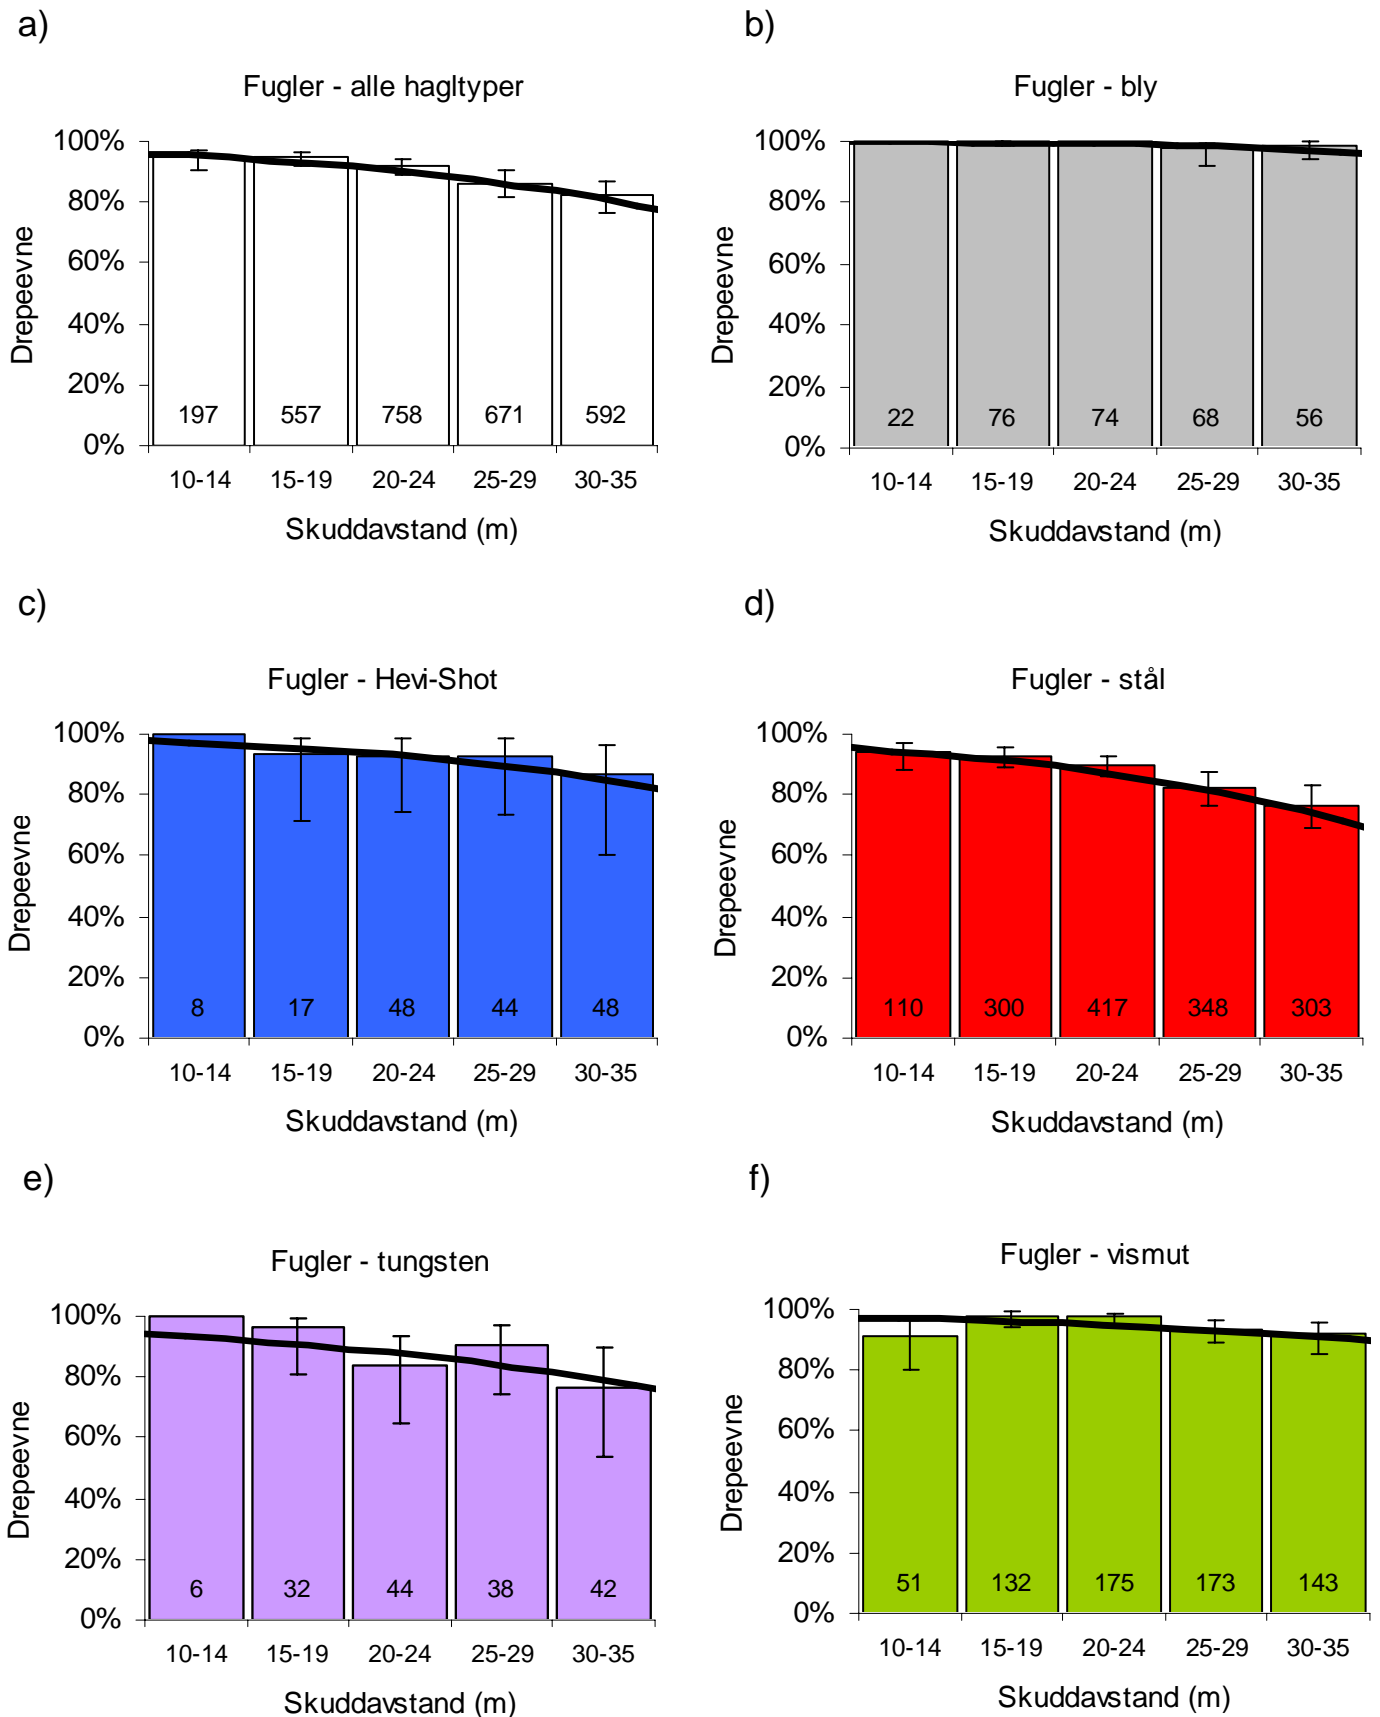 a)
Fugler - alle hagltyper
Drepeevne
100%
80%
60%
40%
20%
0%
197 557 758 671 592
10-14 15-19 20-24 25-29 30-35
Skuddavstand (m)
b)
Fugler - bly
Drepeevne
100%
80%
60%
40%
20%
0%
22 76 74 68 56
10-14 15-19 20-24 25-29 30-35
Skuddavstand (m)
c)
Fugler - Hevi-Shot
Drepeevne
100%
80%
60%
40%
20%
0%
8 17 48 44 48
10-14 15-19 20-24 25-29 30-35
Skuddavstand (m)
d)
Fugler - stål
Drepeevne
100%
80%
60%
40%
20%
0%
110 300 417 348 303
10-14 15-19 20-24 25-29 30-35
Skuddavstand (m)
e)
Fugler - tungsten
Drepeevne
100%
80%
60%
40%
20%
0%
6 32 44 38 42
10-14 15-19 20-24 25-29 30-35
Skuddavstand (m)
f)
Fugler - vismut
Drepeevne
100%
80%
60%
40%
20%
0%
51 132 175 173 143
10-14 15-19 20-24 25-29 30-35
Skuddavstand (m)